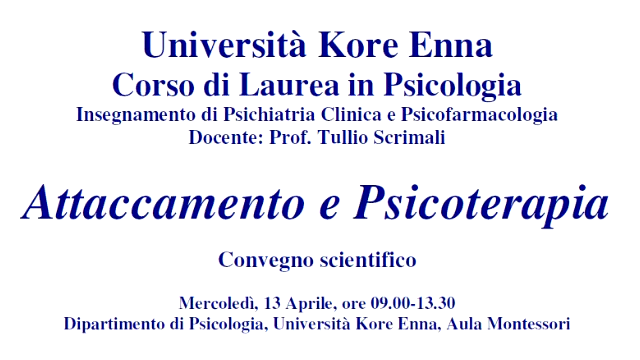 Università Kore Enna
Corso di Laurea in Psicologia
Insegnamento di Psichiatria Clinica e Psicofarmacologia
Docente: Prof. Tullio Scrimali
Attaccamento e Psicoterapia
Convegno scientifico
Mercoledì, 13 Aprile, ore 09.00-13.30
Dipartimento di Psicologia, Università Kore Enna, Aula Montessori